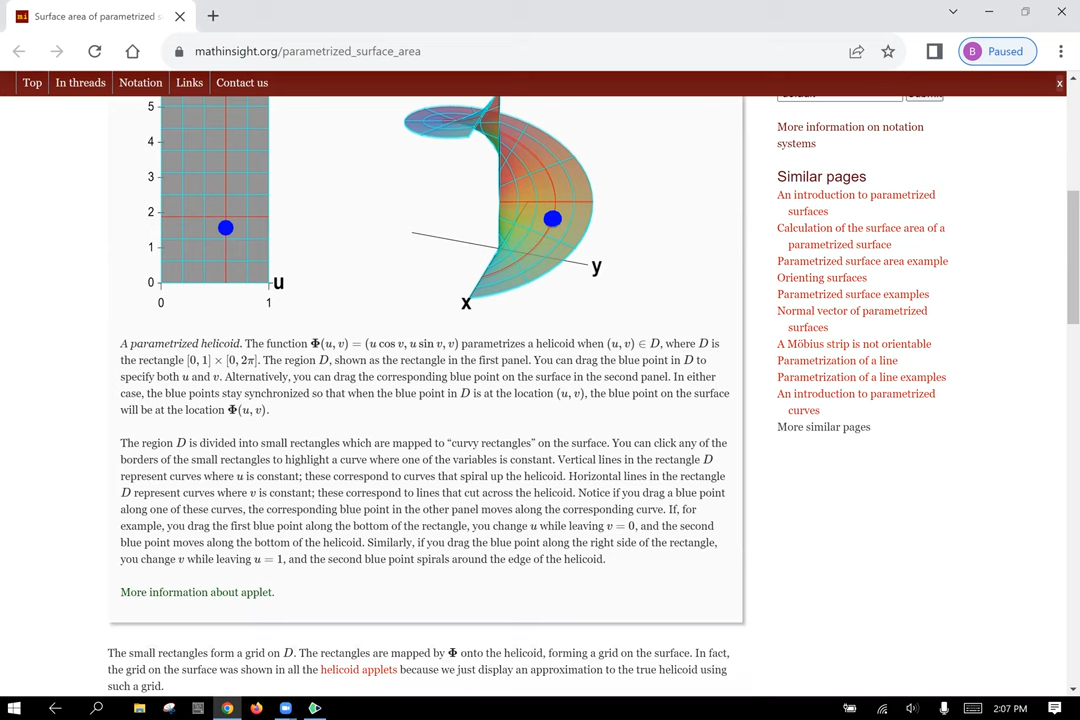 mi Surface area of parametrized s
mathinsight.org/parametrized_surface_area
B Paused
Top In threads Notation Links Contact us
x
5
4
3
2
1
0
u
0 1
y
x
A parametrized helicoid. The function Φ(u, v) = (u cos v, u sin v, v) parametrizes a helicoid when (u, v) ∈ D, where D is
the rectangle [0, 1] × [0, 2π]. The region D, shown as the rectangle in the first panel. You can drag the blue point in D to
specify both u and v. Alternatively, you can drag the corresponding blue point on the surface in the second panel. In either
case, the blue points stay synchronized so that when the blue point in D is at the location (u, v), the blue point on the surface
will be at the location Φ(u, v).
The region D is divided into small rectangles which are mapped to “curvy rectangles” on the surface. You can click any of the
borders of the small rectangles to highlight a curve where one of the variables is constant. Vertical lines in the rectangle D
represent curves where u is constant; these correspond to curves that spiral up the helicoid. Horizontal lines in the rectangle
D represent curves where v is constant; these correspond to lines that cut across the helicoid. Notice if you drag a blue point
along one of these curves, the corresponding blue point in the other panel moves along the corresponding curve. If, for
example, you drag the first blue point along the bottom of the rectangle, you change u while leaving v = 0, and the second
blue point moves along the bottom of the helicoid. Similarly, if you drag the blue point along the right side of the rectangle,
you change v while leaving u = 1, and the second blue point spirals around the edge of the helicoid.
More information about applet.
The small rectangles form a grid on D. The rectangles are mapped by Φ onto the helicoid, forming a grid on the surface. In fact,
the grid on the surface was shown in all the helicoid applets because we just display an approximation to the true helicoid using
such a grid.
More information on notation
systems
Similar pages
An introduction to parametrized
surfaces
Calculation of the surface area of a
parametrized surface
Parametrized surface area example
Orienting surfaces
Parametrized surface examples
Normal vector of parametrized
surfaces
A Möbius strip is not orientable
Parametrization of a line
Parametrization of a line examples
An introduction to parametrized
curves
More similar pages
2:07 PM